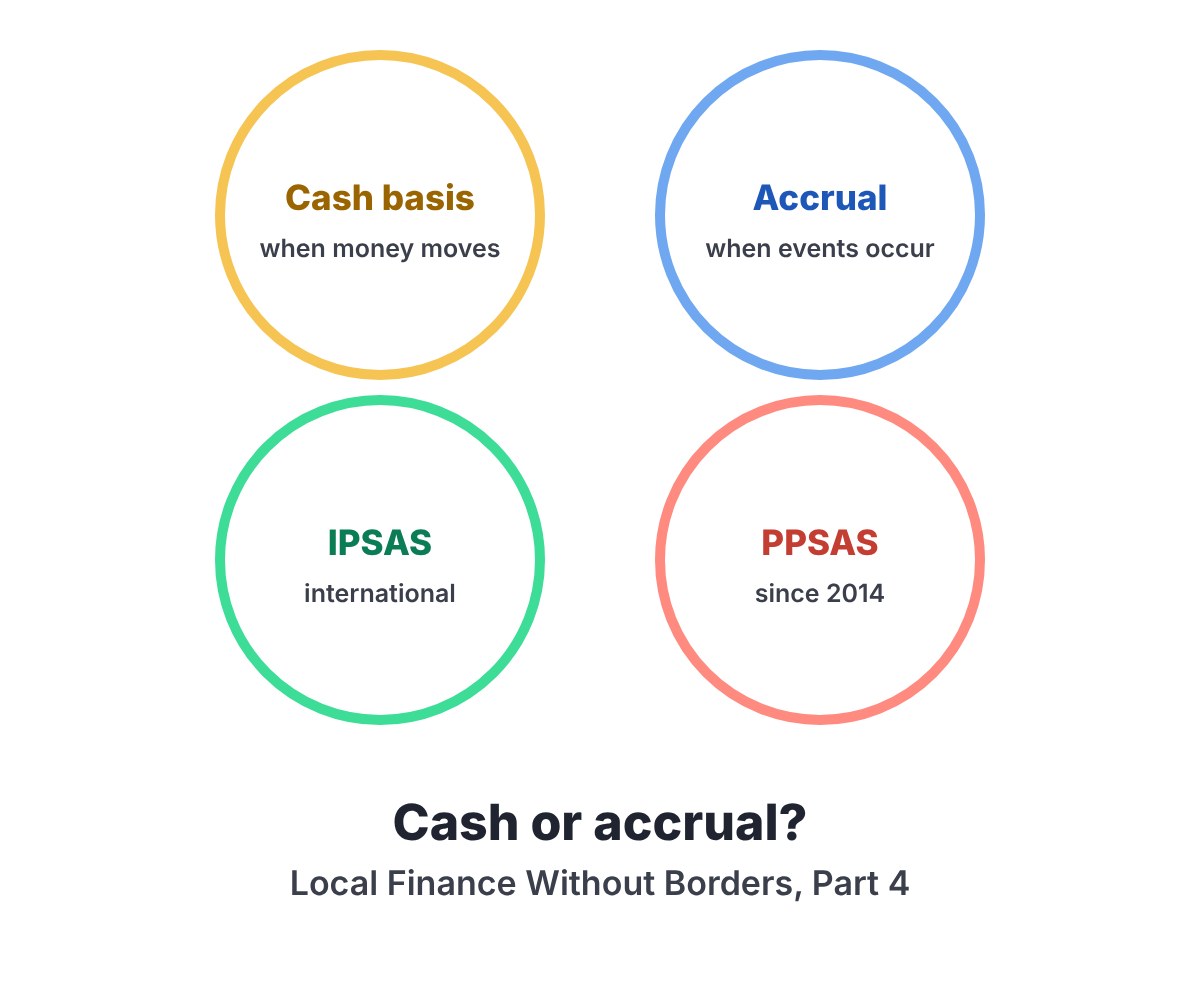 Cash basis
when money moves
Accrual
when events occur
IPSAS
international
PPSAS
since 2014
Cash or accrual?
Local Finance Without Borders, Part 4